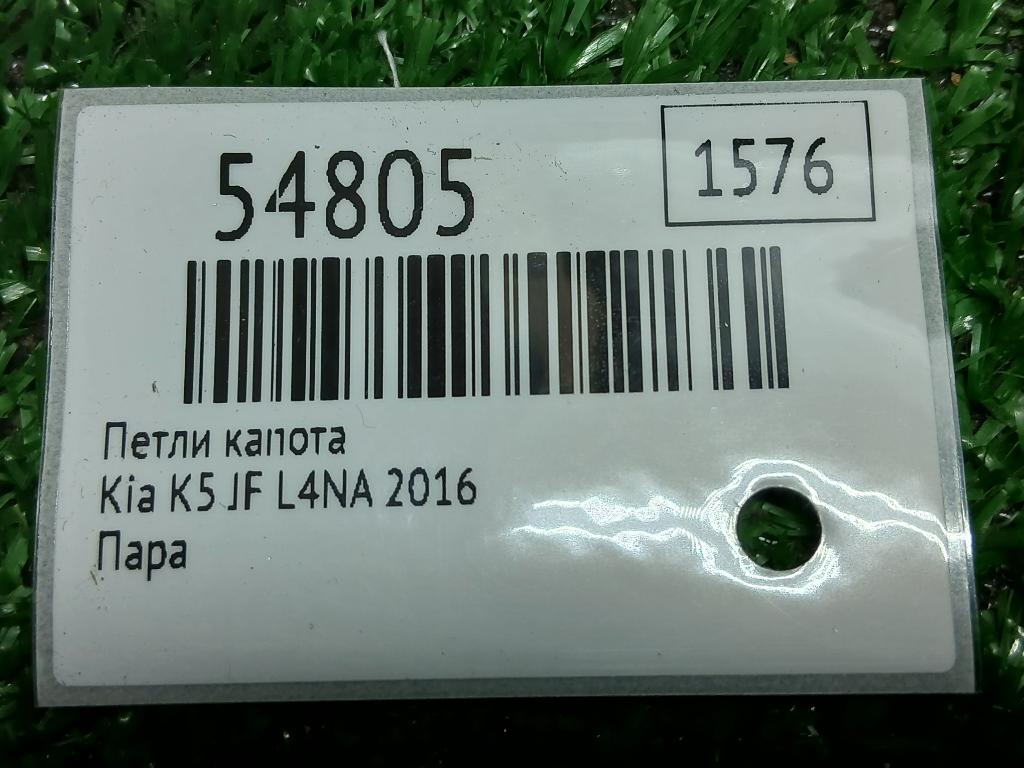 54805
1576
Петли капота
Kia K5 JF L4NA 2016
Пара